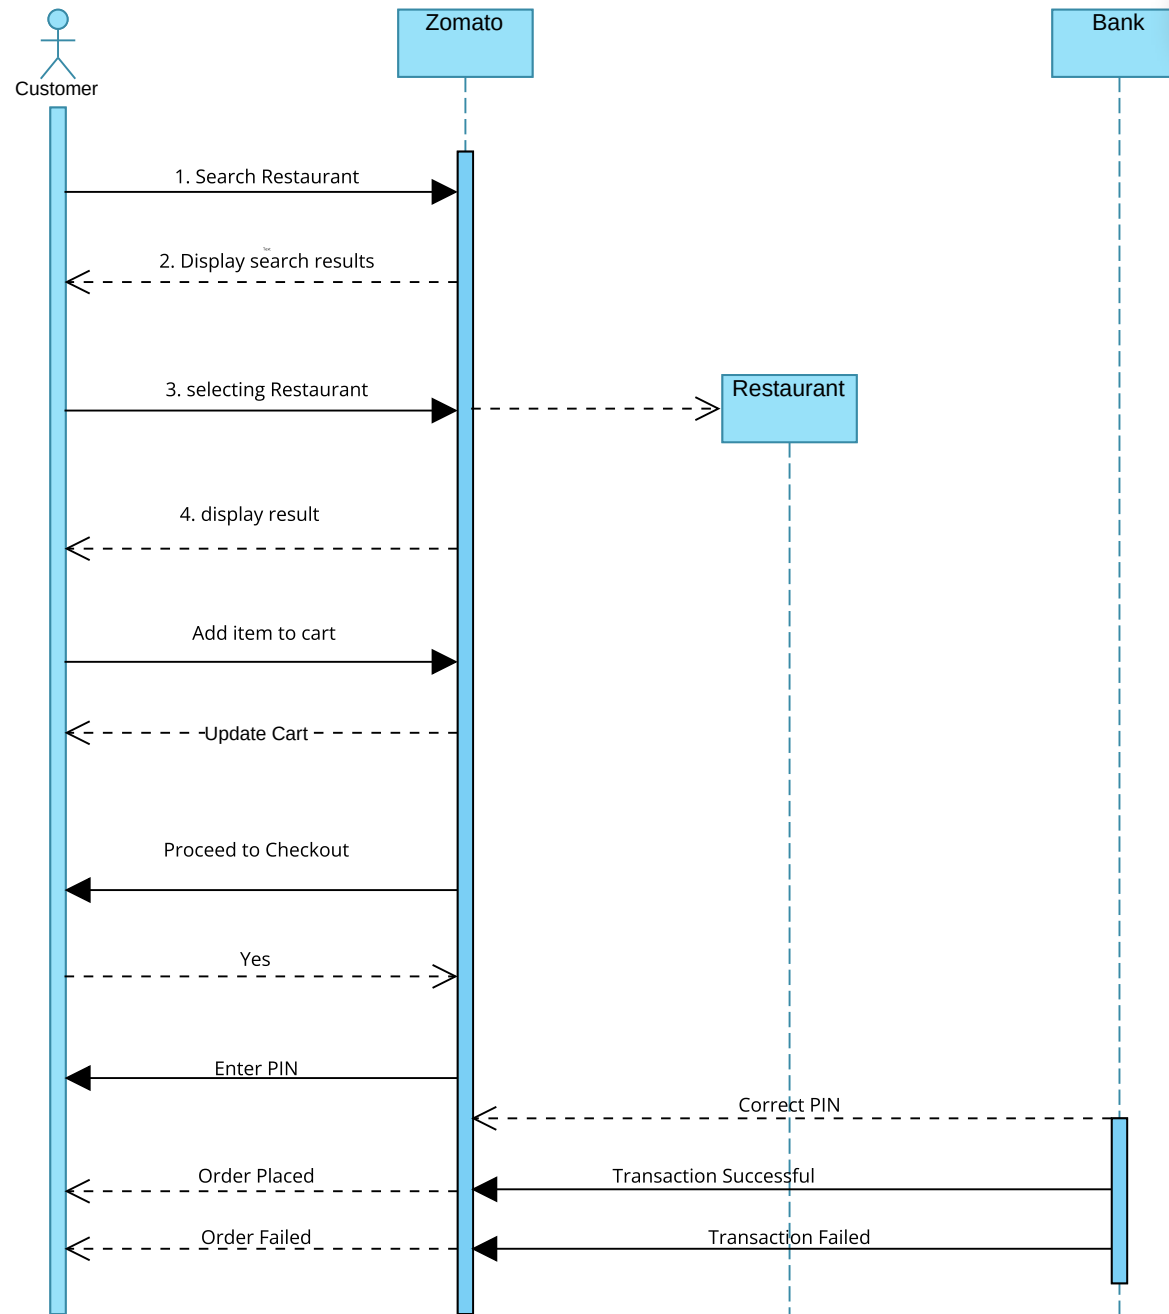 Zomato
Bank
Customer
1. Search Restaurant
Text
2. Display search results
3. selecting Restaurant
Restaurant
4. display result
Add item to cart
Update Cart
Proceed to Checkout
Yes
Enter PIN
Correct PIN
Order Placed
Transaction Successful
Order Failed
Transaction Failed